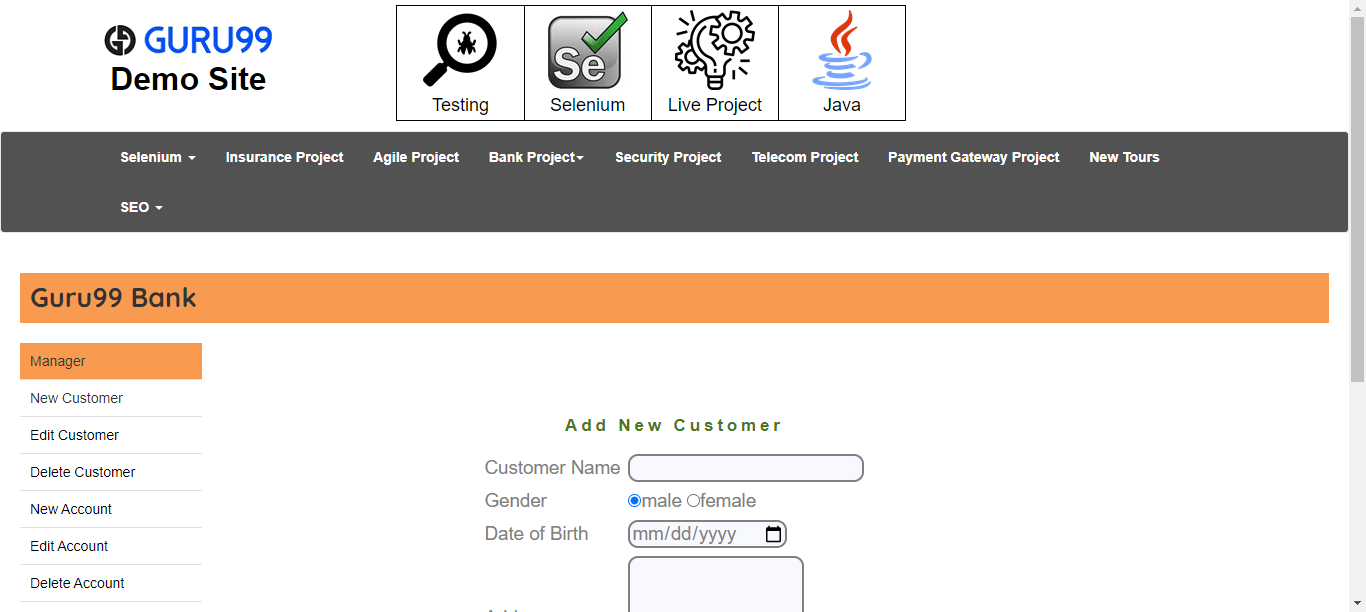 GURU99
Demo Site
Se
Testing
Selenium
Live Project
Java
Selenium
Insurance Project
Agile Project
Bank Project
Security Project
Telecom Project
Payment Gateway Project
New Tours
SEO
Guru99 Bank
Manager
New Customer
Edit Customer
Delete Customer
New Account
Edit Account
Delete Account
Add New Customer
Customer Name
Gender male female
Date of Birth mm/dd/yyyy